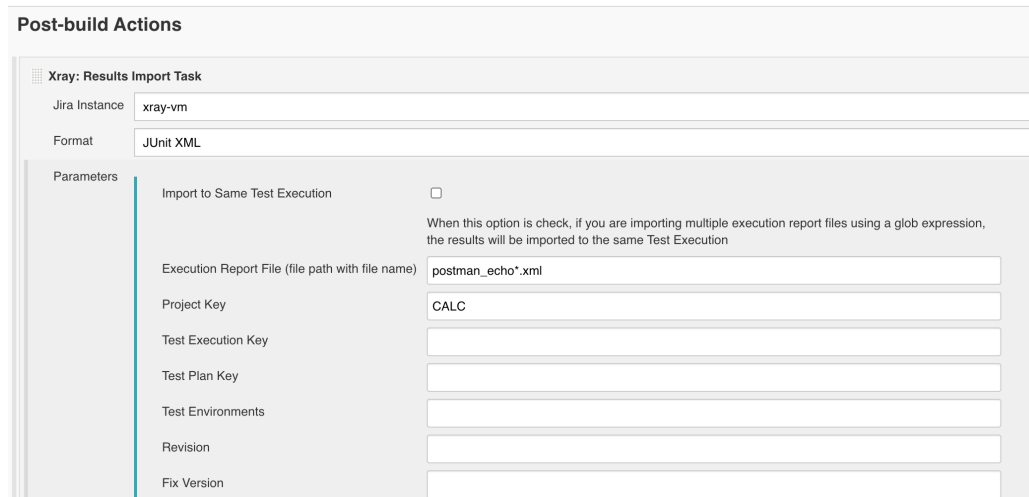 Post-build Actions
Xray: Results Import Task
Jira Instance xray-vm
Format JUnit XML
Parameters
Import to Same Test Execution
When this option is check, if you are importing multiple execution report files using a glob expression,
the results will be imported to the same Test Execution
Execution Report File (file path with file name) postman_echo*.xml
Project Key CALC
Test Execution Key
Test Plan Key
Test Environments
Revision
Fix Version